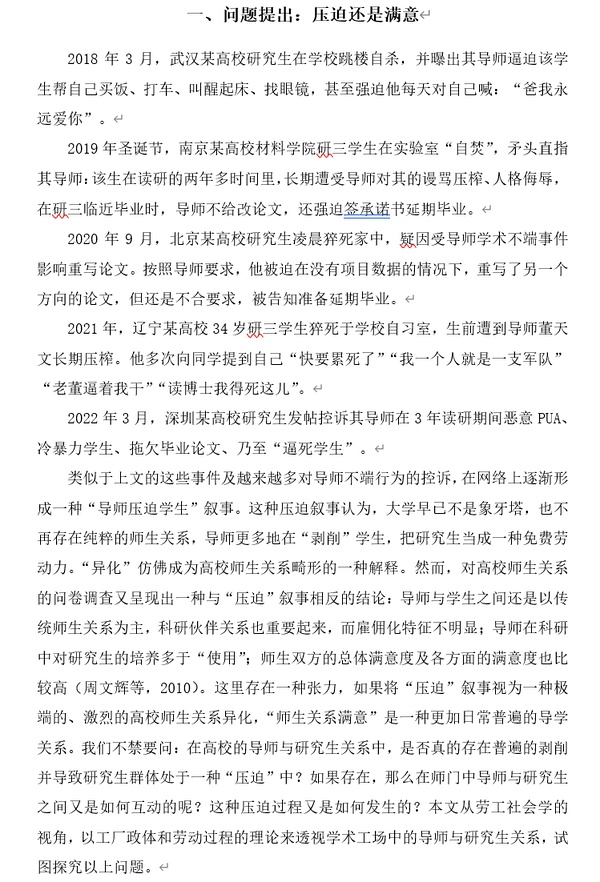 一、问题提出：压迫还是满意
2018 年 3 月，武汉某高校研究生在学校跳楼自杀，并曝出其导师逼迫该学
生帮自己买饭、打车、叫醒起床、找眼镜，甚至强迫他每天对自己喊：“爸我永
远爱你”。
2019 年圣诞节，南京某高校材料学院研三学生在实验室“自焚”，矛头直指
其导师：该生在读研的两年多时间里，长期遭受导师对其的谩骂压榨、人格侮辱，
在研三临近毕业时，导师不给改论文，还强迫签承诺书延期毕业。
2020 年 9 月，北京某高校研究生凌晨猝死家中，疑因受导师学术不端事件
影响重写论文。按照导师要求，他被迫在没有项目数据的情况下，重写了另一个
方向的论文，但还是不合要求，被告知准备延期毕业。
2021 年，辽宁某高校 34 岁研三学生猝死于学校自习室，生前遭到导师董天
文长期压榨。他多次向同学提到自己“快要累死了”“我一个人就是一支军队”
“老董逼着我干”“读博士我得死这儿”。
2022 年 3 月，深圳某高校研究生发帖控诉其导师在 3 年读研期间恶意 PUA、
冷暴力学生、拖欠毕业论文、乃至“逼死学生”。
类似于上文的这些事件及越来越多对导师不端行为的控诉，在网络上逐渐形
成一种“导师压迫学生”叙事。这种压迫叙事认为，大学早已不是象牙塔，也不
再存在纯粹的师生关系，导师更多地在“剥削”学生，把研究生当成一种免费劳
动力。“异化”仿佛成为高校师生关系畸形的一种解释。然而，对高校师生关系
的问卷调查又呈现出一种与“压迫”叙事相反的结论：导师与学生之间还是以传
统师生关系为主，科研伙伴关系也重要起来，而雇佣化特征不明显；导师在科研
中对研究生的培养多于“使用”；师生双方的总体满意度及各方面的满意度也比
较高（周文辉等，2010）。这里存在一种张力，如果将“压迫”叙事视为一种极
端的、激烈的高校师生关系异化，“师生关系满意”是一种更加日常普遍的导学
关系。我们不禁要问：在高校的导师与研究生关系中，是否真的存在普遍的剥削
并导致研究生群体处于一种“压迫”中？如果存在，那么在师门中导师与研究生
之间又是如何互动的呢？这种压迫过程又是如何发生的？本文从劳工社会学的
视角，以工厂政体和劳动过程的理论来透视学术工场中的导师与研究生关系，试
图探究以上问题。